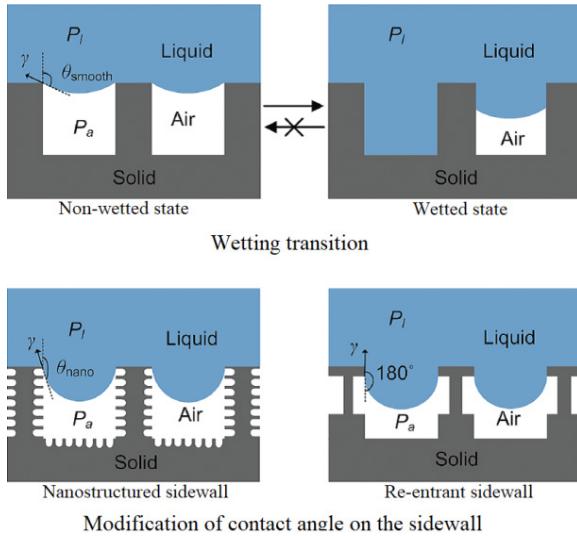 P_l
Liquid
γ
θ_smooth
P_a
Air
Solid
Non-wetted state
Air
Solid
Wetted state
P_l
Liquid
Wetting transition
P_l
Liquid
γ
θ_nano
P_a
Air
Solid
Nanostructured sidewall
P_l
Liquid
γ
180°
P_a
Air
Solid
Re-entrant sidewall
Modification of contact angle on the sidewall